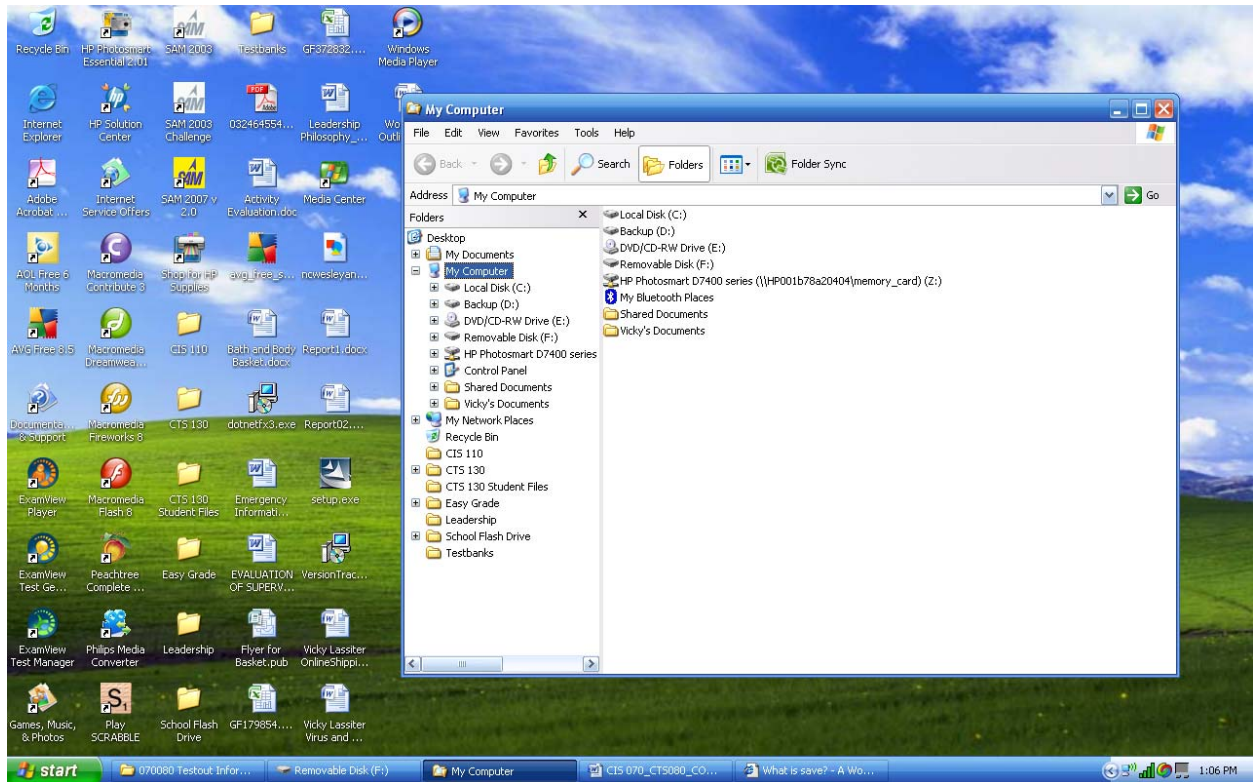 Recycle Bin
HP Photosmart Essential 2.01
SAM 2003
Testbanks
GF372832....
Windows Media Player
Internet Explorer
HP Solution Center
SAM 2003 Challenge
032464554...
Leadership Philosophy_...
Adobe Acrobat ...
Internet Service Offers
SAM 2007 v 2.0
Activity Evaluation.doc
Media Center
AOL Free 6 Months
Macromedia Contribute 3
Shop for HP Supplies
avg_free_s...
ncwesleyan...
AVG Free 8.5
Macromedia Dreamwea...
CIS 110
Bath and Body Basket.docx
Report1.docx
Documenta... & Support
Macromedia Fireworks 8
CTS 130
dotnetfx3.exe
Report02....
ExamView Player
Macromedia Flash 8
CTS 130 Student Files
Emergency Informati...
setup.exe
ExamView Test Ge...
Peachtree Complete ...
Easy Grade
EVALUATION OF SUPERV...
VersionTrac...
ExamView Test Manager
Philips Media Converter
Leadership
Flyer for Basket.pub
Vicky Lassiter OnlineShippi...
Games, Music, & Photos
Play SCRABBLE
School Flash Drive
GF179854....
Vicky Lassiter Virus and ...
My Computer
File Edit View Favorites Tools Help
Back Search Folders Folder Sync
Address My Computer Go
Folders
Desktop
My Documents
My Computer
Local Disk (C:)
Backup (D:)
DVD/CD-RW Drive (E:)
Removable Disk (F:)
HP Photosmart D7400 series
Control Panel
Shared Documents
Vicky's Documents
My Network Places
Recycle Bin
CIS 110
CTS 130
CTS 130 Student Files
Easy Grade
Leadership
School Flash Drive
Testbanks
Local Disk (C:)
Backup (D:)
DVD/CD-RW Drive (E:)
Removable Disk (F:)
HP Photosmart D7400 series (\\HP001b78a20404\memory_card) (Z:)
My Bluetooth Places
Shared Documents
Vicky's Documents
start
070080 Testout Infor...
Removable Disk (F:)
My Computer
CIS 070_CTS080_CO...
What is save? - A Wo...
1:06 PM